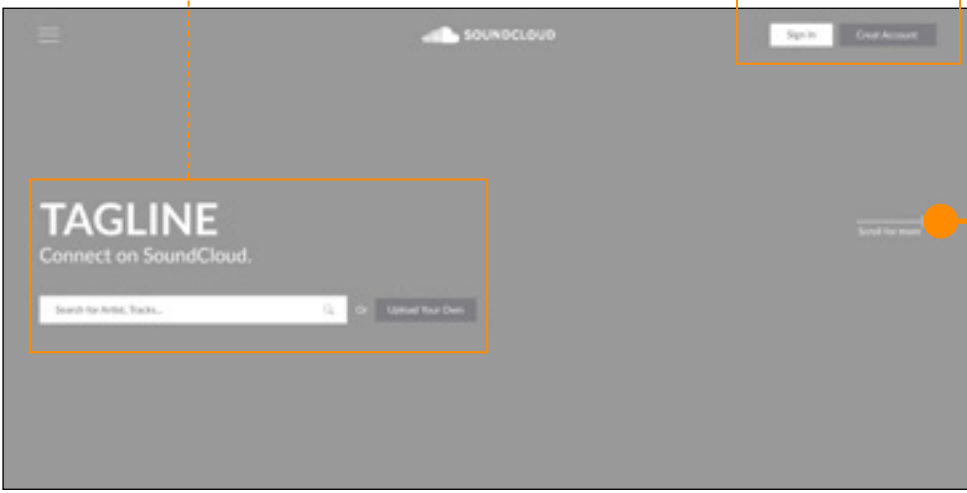 SOUNDCLOUD
Sign In
Creat Account
TAGLINE
Connect on SoundCloud.
Search for Artist, Tracks...
Or
Upload Your Own
Scroll for more